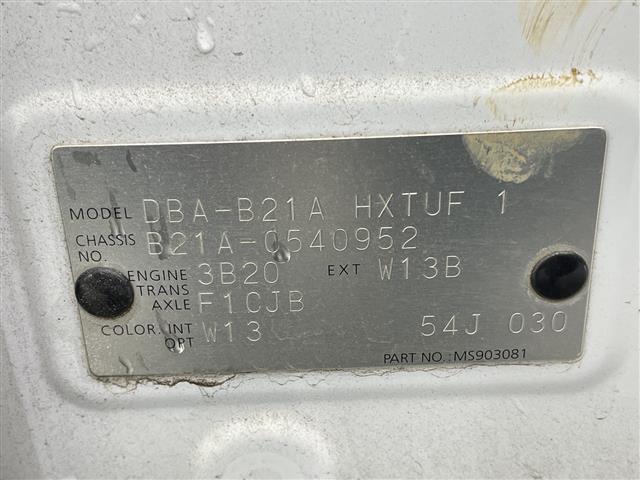 MODEL DBA-B21A HXTUF 1
CHASSIS NO. B21A-0540952
ENGINE 3B20 EXT W13B
TRANS AXLE F1CJB
COLOR. INT OPT W13 54J 030
PART NO.:MS903081